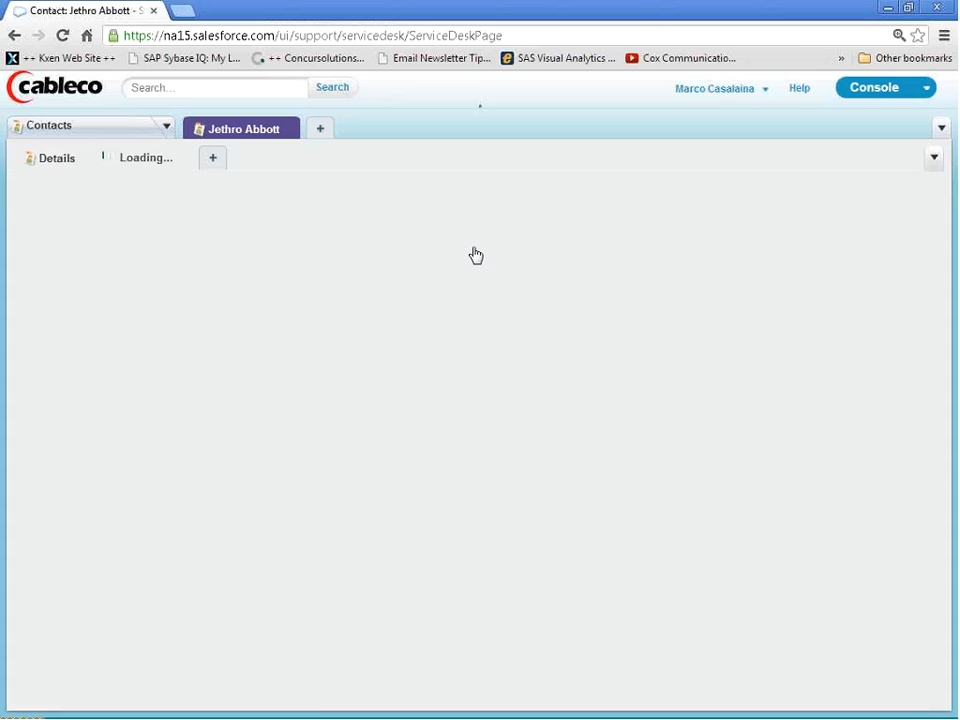 Contact: Jethro Abbott - S
https://na15.salesforce.com/ui/support/servicedesk/ServiceDeskPage
++ Kken Web Site ++ SAP Sybase IQ: My L... ++ Concursolutions... Email Newsletter Tip... SAS Visual Analytics ... Cox Communicatio... » Other bookmarks
cableco Search... Search Marco Casalaina Help Console
Contacts Jethro Abbott +
Details Loading... +